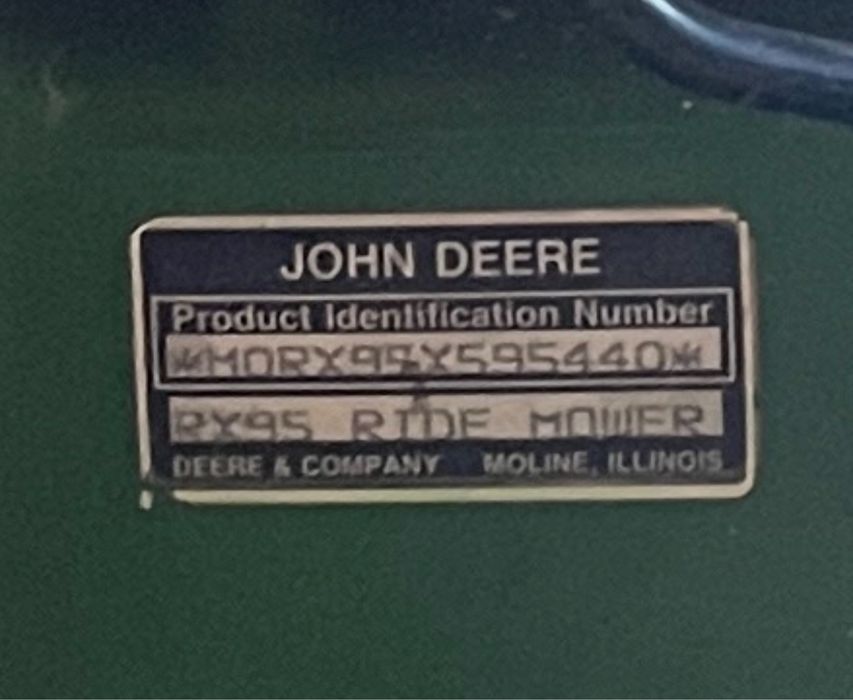 JOHN DEERE
Product Identification Number
*M0RX95X595440*
RX95 RIDE MOWER
DEERE & COMPANY MOLINE, ILLINOIS